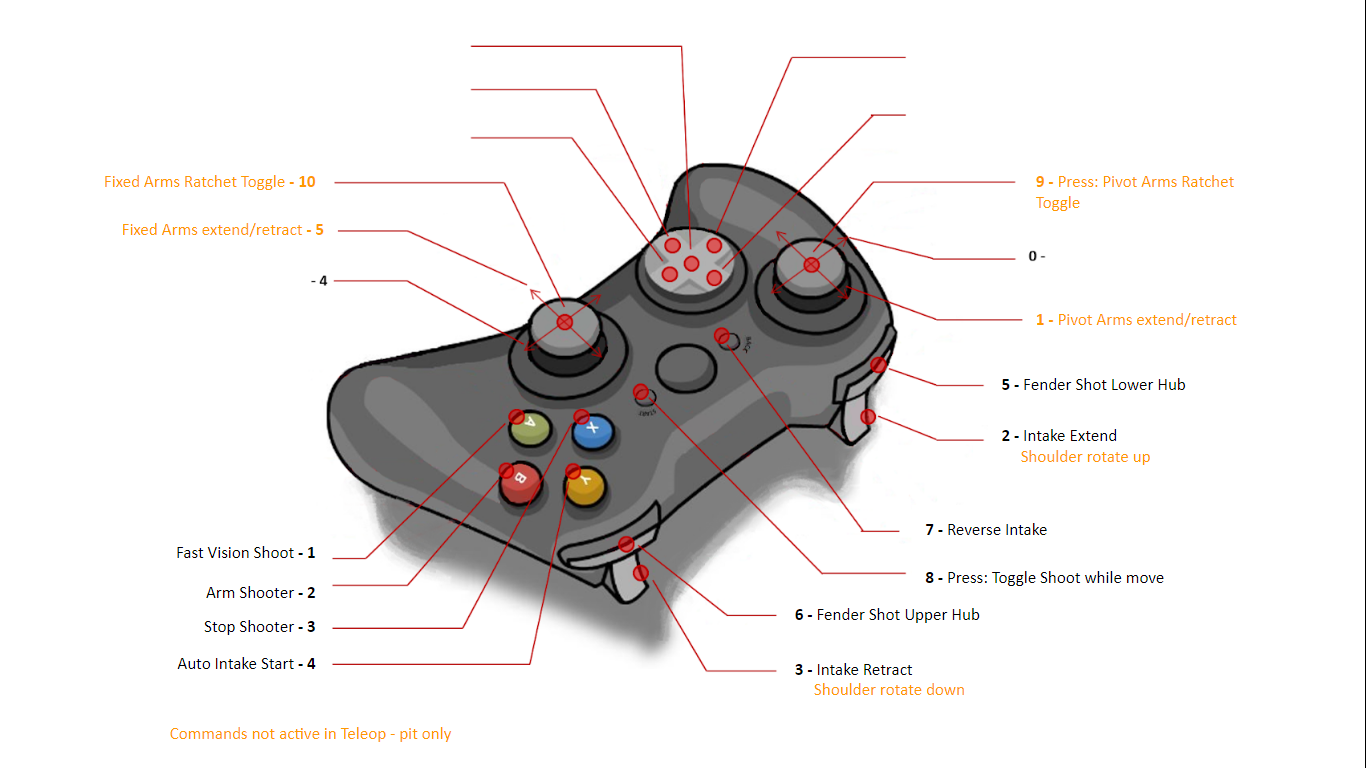 Fixed Arms Ratchet Toggle - 10
Fixed Arms extend/retract - 5
- 4
9 - Press: Pivot Arms Ratchet
Toggle
0 -
1 - Pivot Arms extend/retract
5 - Fender Shot Lower Hub
2 - Intake Extend
Shoulder rotate up
BACK
START
A
X
B
Y
7 - Reverse Intake
8 - Press: Toggle Shoot while move
6 - Fender Shot Upper Hub
3 - Intake Retract
Shoulder rotate down
Fast Vision Shoot - 1
Arm Shooter - 2
Stop Shooter - 3
Auto Intake Start - 4
Commands not active in Teleop - pit only